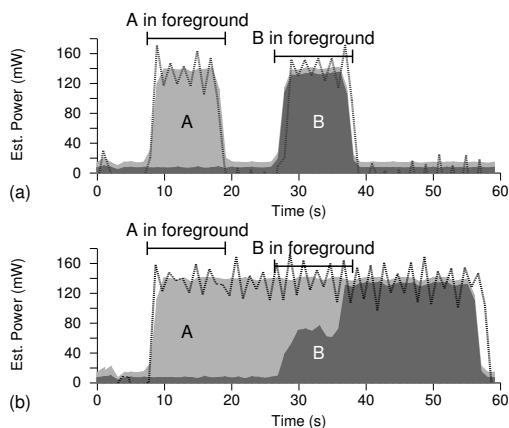 A in foreground
B in foreground
160
120
80
40
0
Est. Power (mW)
A
B
(a)
0 10 20 30 40 50 60
Time (s)
A in foreground
B in foreground
160
120
80
40
0
Est. Power (mW)
A
B
(b)
0 10 20 30 40 50 60
Time (s)